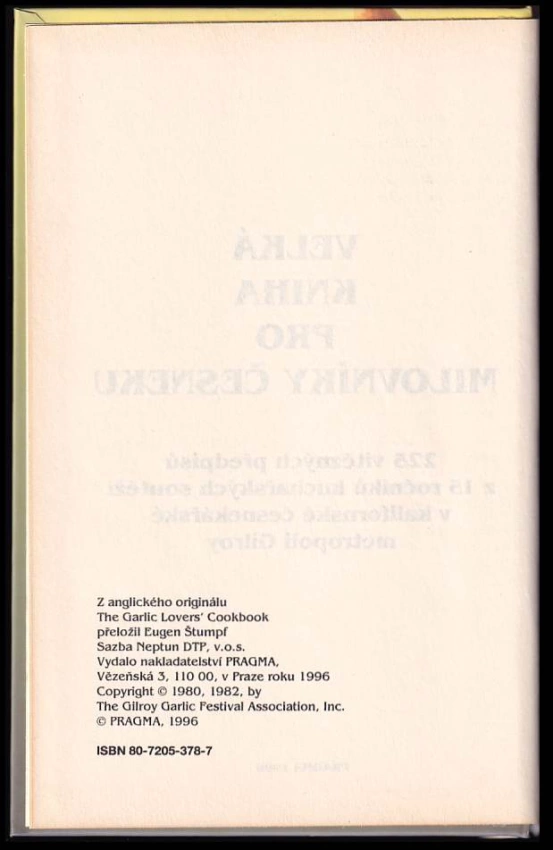 VELKÁ
KNIHA
PRO
MILOVNÍKY ČESNEKU
225 vítězných předpisů
z 15 ročníků kuchařských soutěží
v kalifornské česnekářské
metropoli Gilroy
Z anglického originálu
The Garlic Lovers' Cookbook
přeložil Eugen Štumpf
Sazba Neptun DTP, v.o.s.
Vydalo nakladatelství PRAGMA,
Vězeňská 3, 110 00, v Praze roku 1996
Copyright © 1980, 1982, by
The Gilroy Garlic Festival Association, Inc.
© PRAGMA, 1996
ISBN 80-7205-378-7